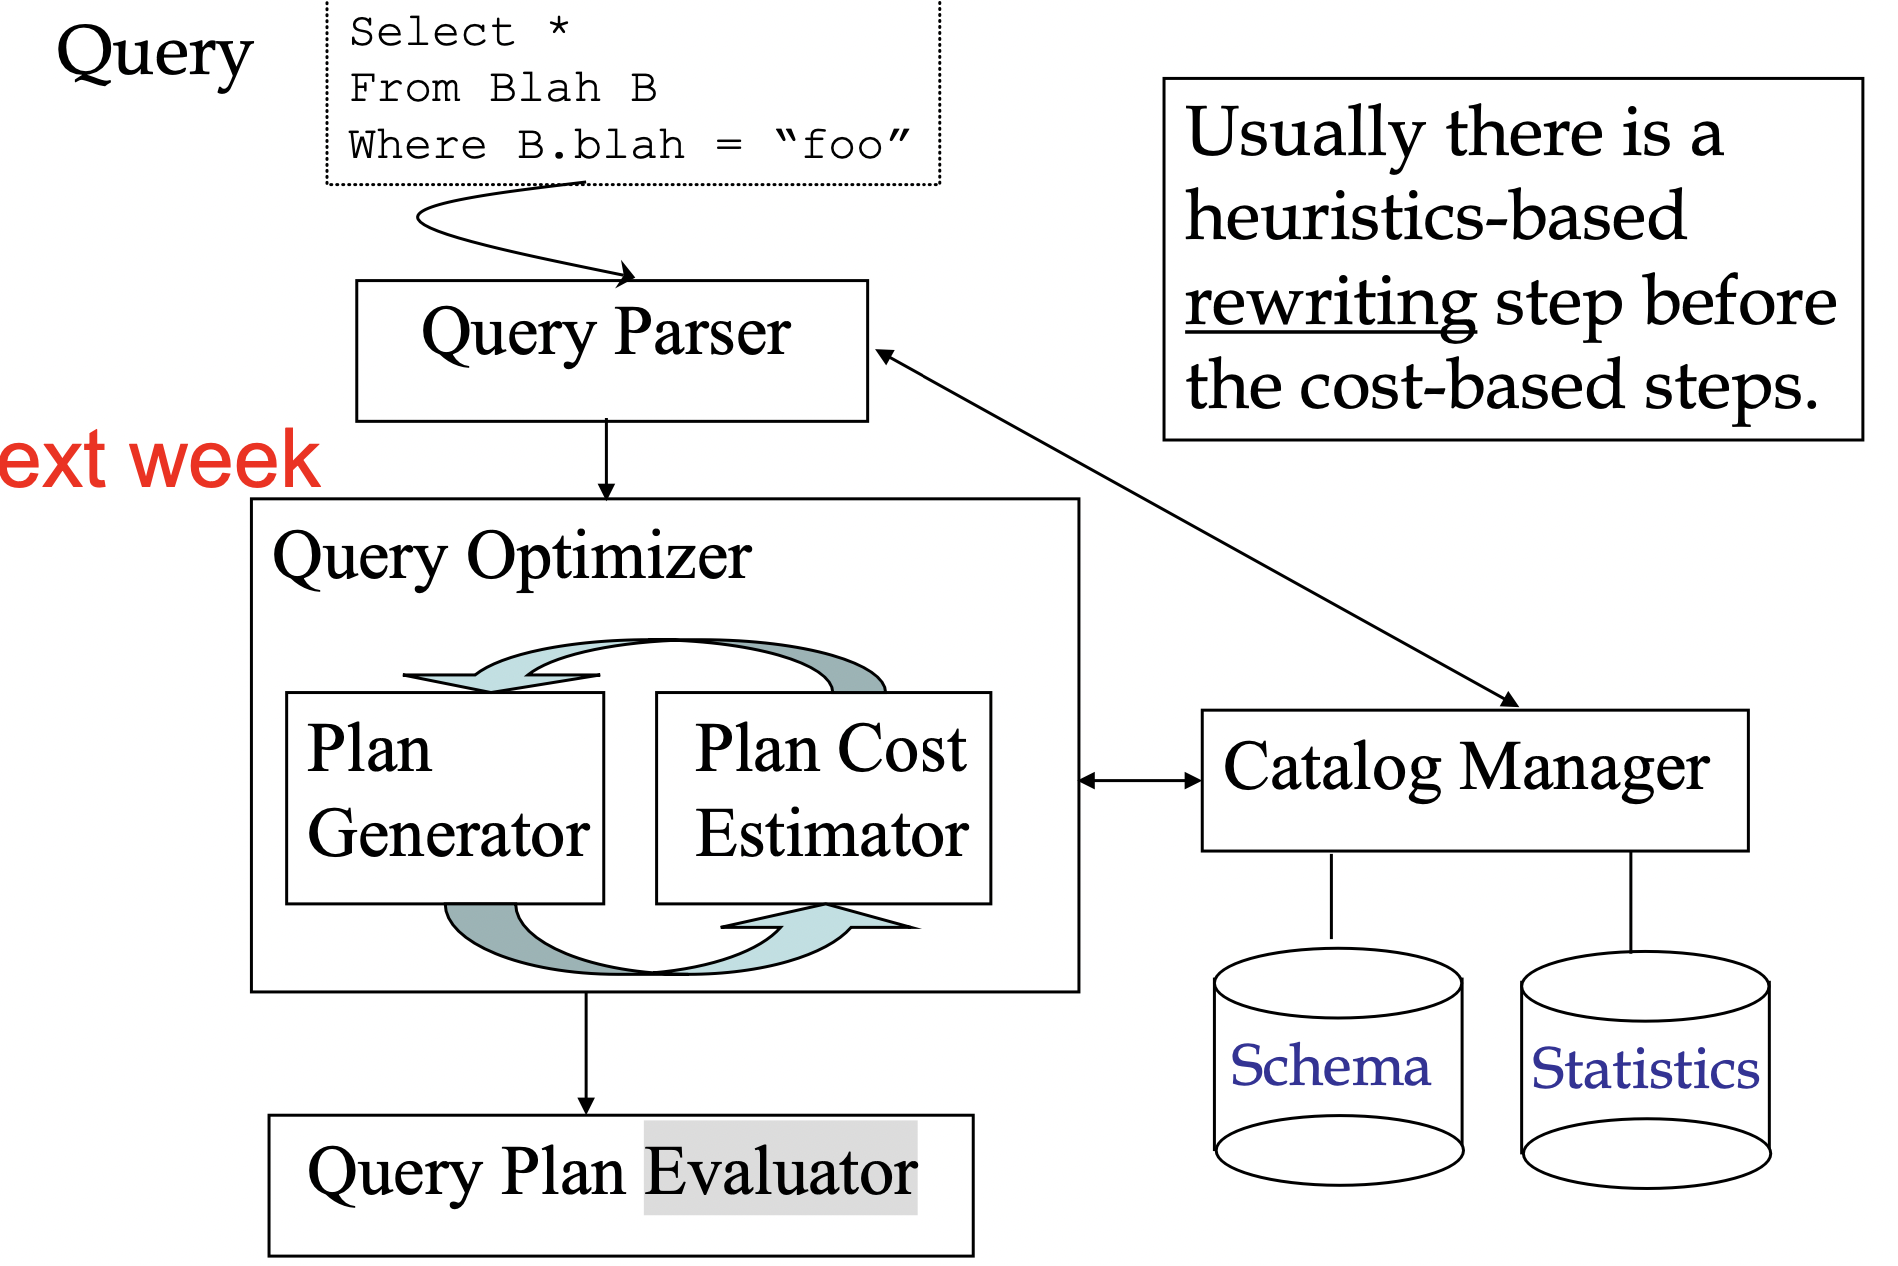 Query
Select *
From Blah B
Where B.blah = “foo”
Usually there is a
heuristics-based
rewriting step before
the cost-based steps.
Query Parser
ext week
Query Optimizer
Plan
Generator
Plan Cost
Estimator
Catalog Manager
Schema
Statistics
Query Plan Evaluator